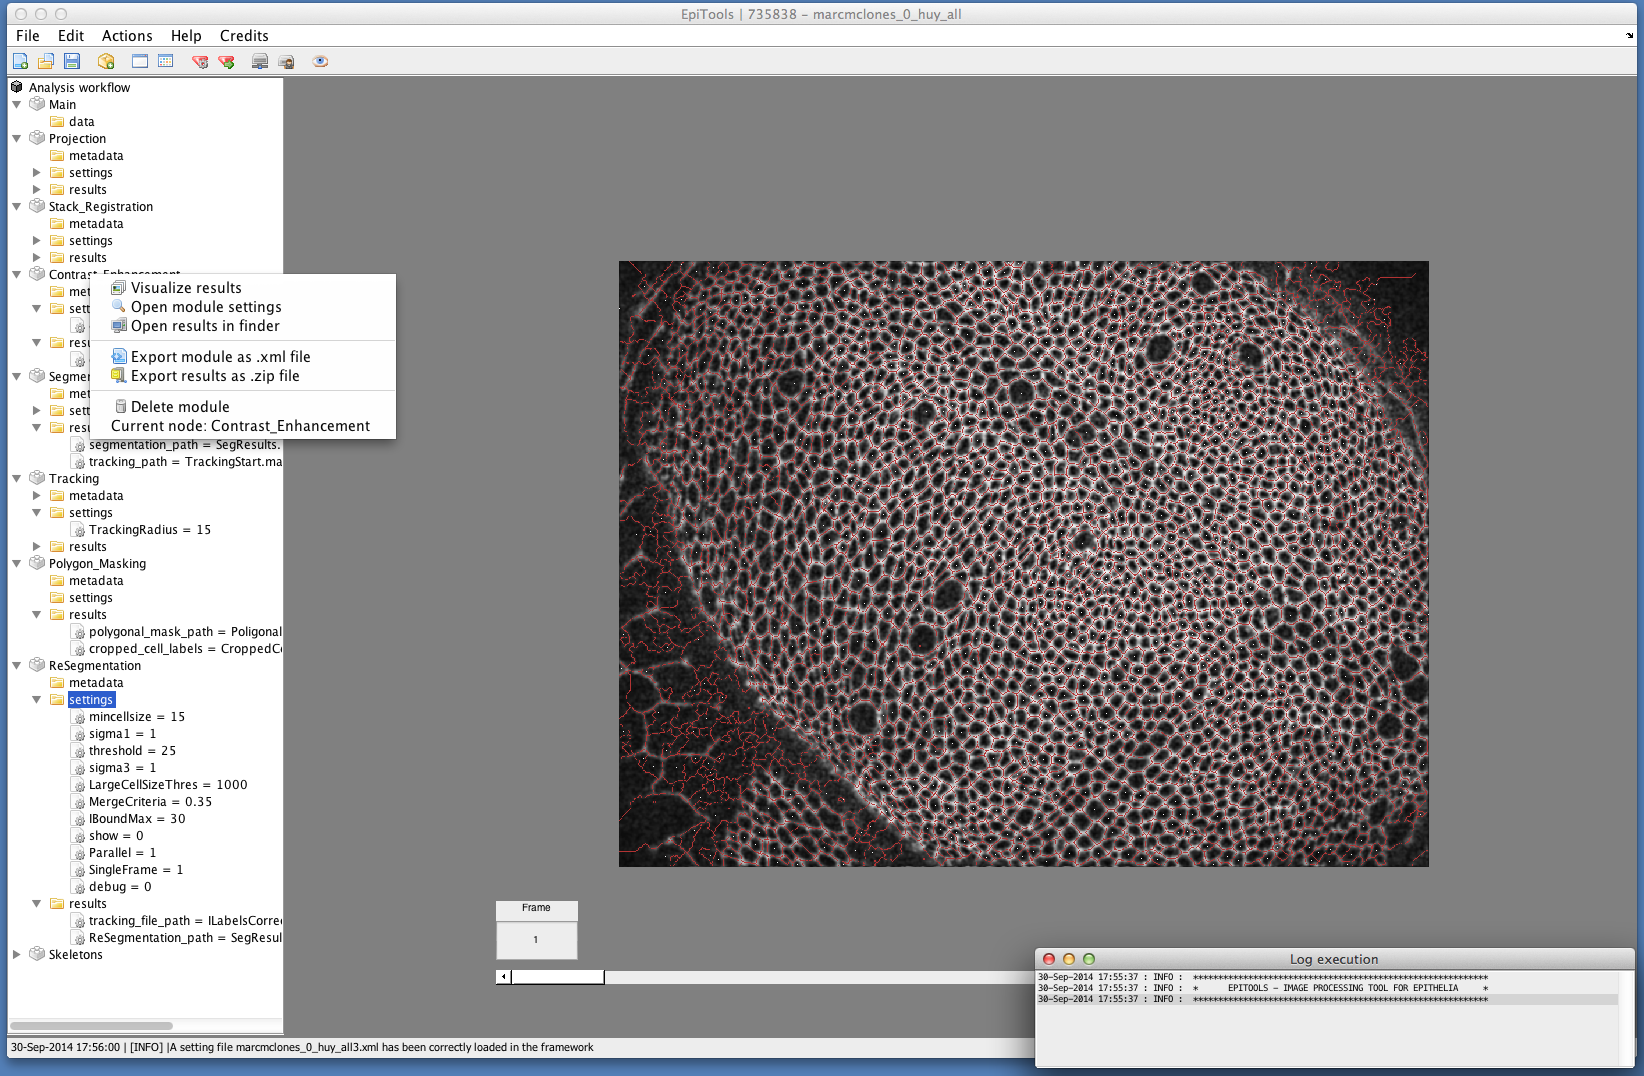 EpiTools | 735838 - marcmclones_0_huy_all
File Edit Actions Help Credits
Analysis workflow
Main
data
Projection
metadata
settings
results
Stack_Registration
metadata
settings
results
Contrast_Enhancement
Visualize results
Open module settings
Open results in finder
Export module as .xml file
Export results as .zip file
Delete module
Current node: Contrast_Enhancement
met
sett
resu
Segmen
met
sett
resu
segmentation_path = SegResults.
tracking_path = TrackingStart.ma
Tracking
metadata
settings
TrackingRadius = 15
results
Polygon_Masking
metadata
settings
results
polygonal_mask_path = Poligonal
cropped_cell_labels = CroppedCe
ReSegmentation
metadata
settings
mincellsize = 15
sigma1 = 1
threshold = 25
sigma3 = 1
LargeCellSizeThres = 1000
MergeCriteria = 0.35
IBoundMax = 30
show = 0
Parallel = 1
SingleFrame = 1
debug = 0
results
tracking_file_path = ILabelsCorre
ReSegmentation_path = SegResul
Skeletons
Frame
1
Log execution
30-Sep-2014 17:55:37 : INFO : ************************************************************
30-Sep-2014 17:55:37 : INFO : * EPITOOLS - IMAGE PROCESSING TOOL FOR EPITHELIA *
30-Sep-2014 17:55:37 : INFO : ************************************************************
30-Sep-2014 17:56:00 | [INFO] |A setting file marcmclones_0_huy_all3.xml has been correctly loaded in the framework